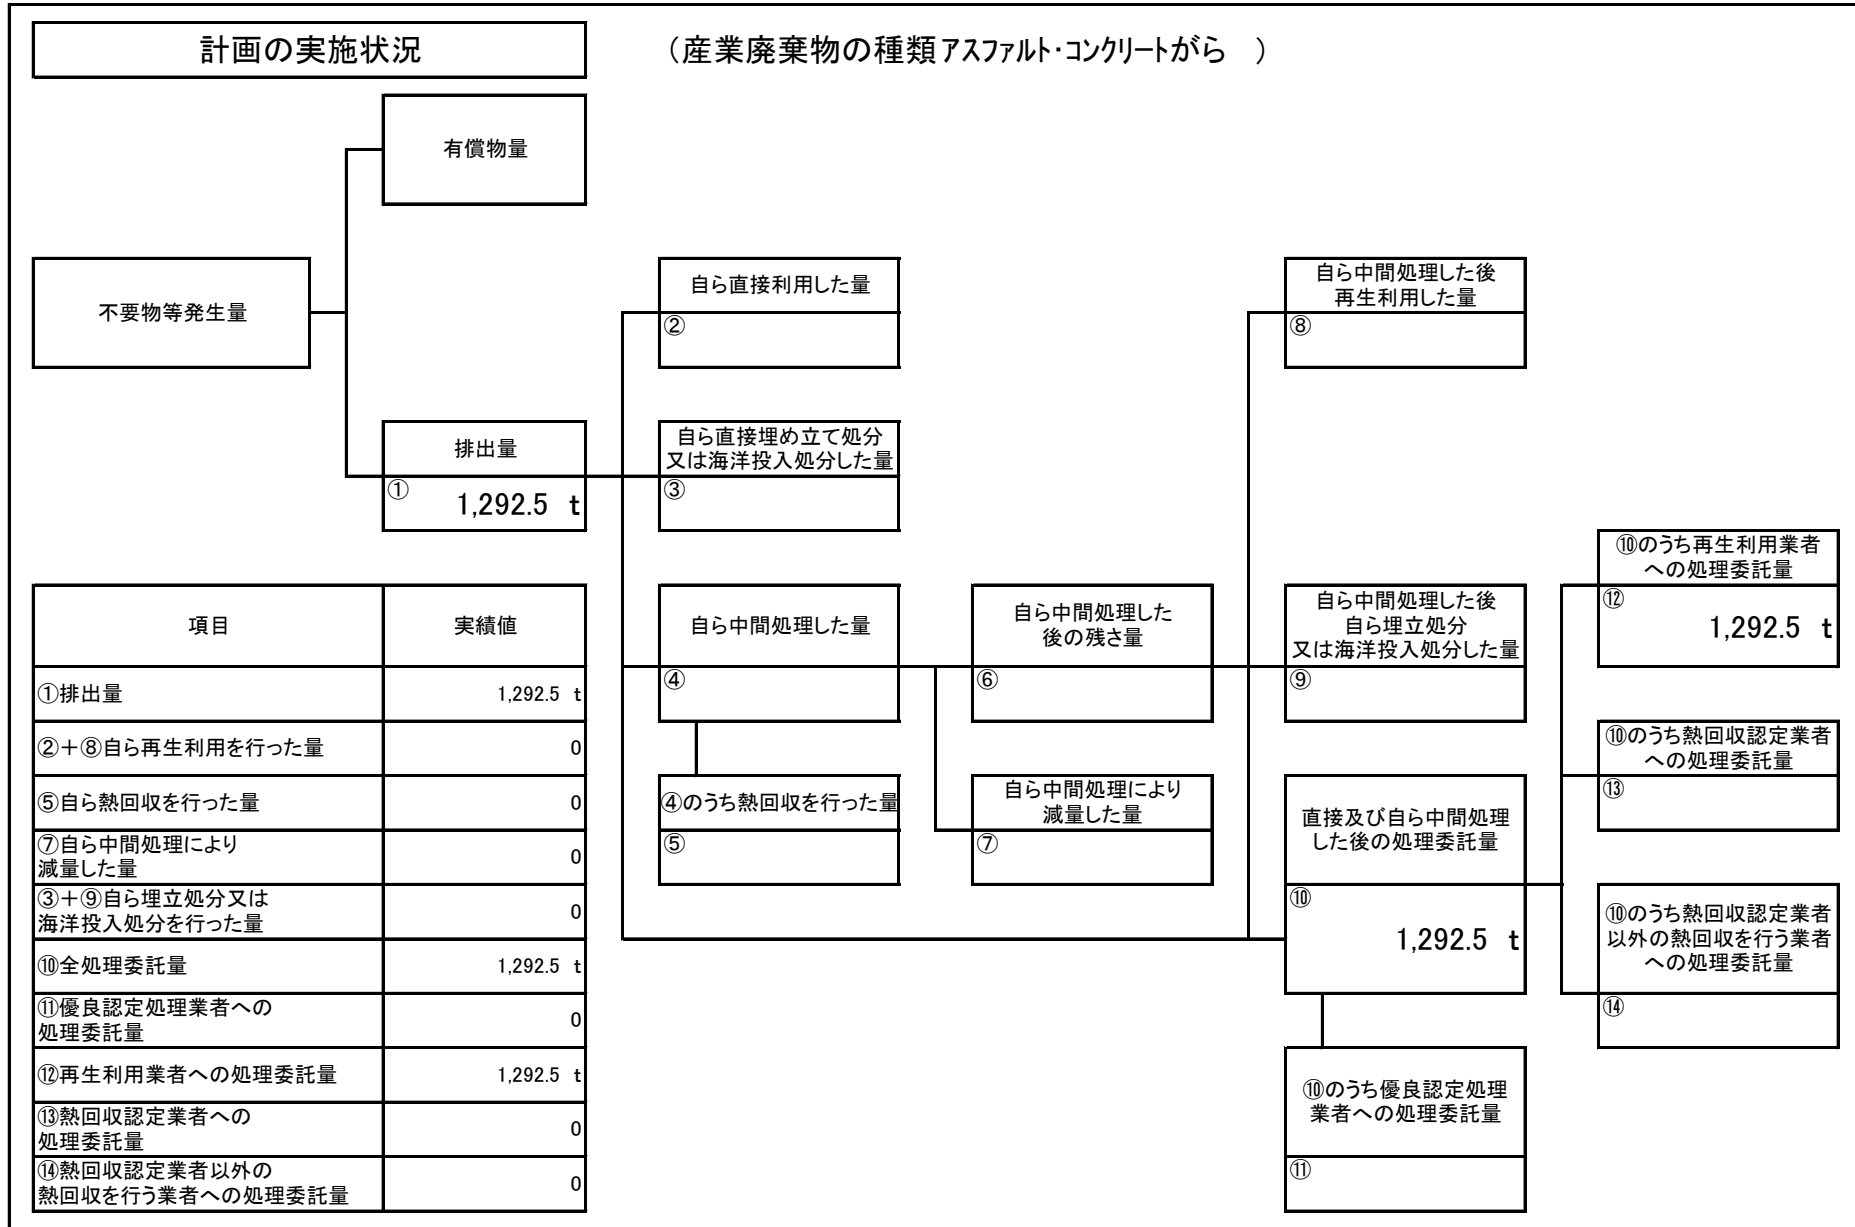 計画の実施状況
（産業廃棄物の種類アスファルト･コンクリートがら　）
有償物量
不要物等発生量
自ら直接利用した量
②
自ら中間処理した後
再生利用した量
⑧
排出量
① 1,292.5 t
自ら直接埋め立て処分
又は海洋投入処分した量
③
⑩のうち再生利用業者
への処理委託量
⑫
1,292.5 t
自ら中間処理した量
④
自ら中間処理した
後の残さ量
⑥
自ら中間処理した後
自ら埋立処分
又は海洋投入処分した量
⑨
⑩のうち熱回収認定業者
への処理委託量
⑬
④のうち熱回収を行った量
⑤
自ら中間処理により
減量した量
⑦
直接及び自ら中間処理
した後の処理委託量
⑩
1,292.5 t
⑩のうち熱回収認定業者
以外の熱回収を行う業者
への処理委託量
⑭
⑩のうち優良認定処理
業者への処理委託量
⑪
項目 実績値
①排出量 1,292.5 t
②＋⑧自ら再生利用を行った量 0
⑤自ら熱回収を行った量 0
⑦自ら中間処理により
減量した量 0
③＋⑨自ら埋立処分又は
海洋投入処分を行った量 0
⑩全処理委託量 1,292.5 t
⑪優良認定処理業者への
処理委託量 0
⑫再生利用業者への処理委託量 1,292.5 t
⑬熱回収認定業者への
処理委託量 0
⑭熱回収認定業者以外の
熱回収を行う業者への処理委託量 0